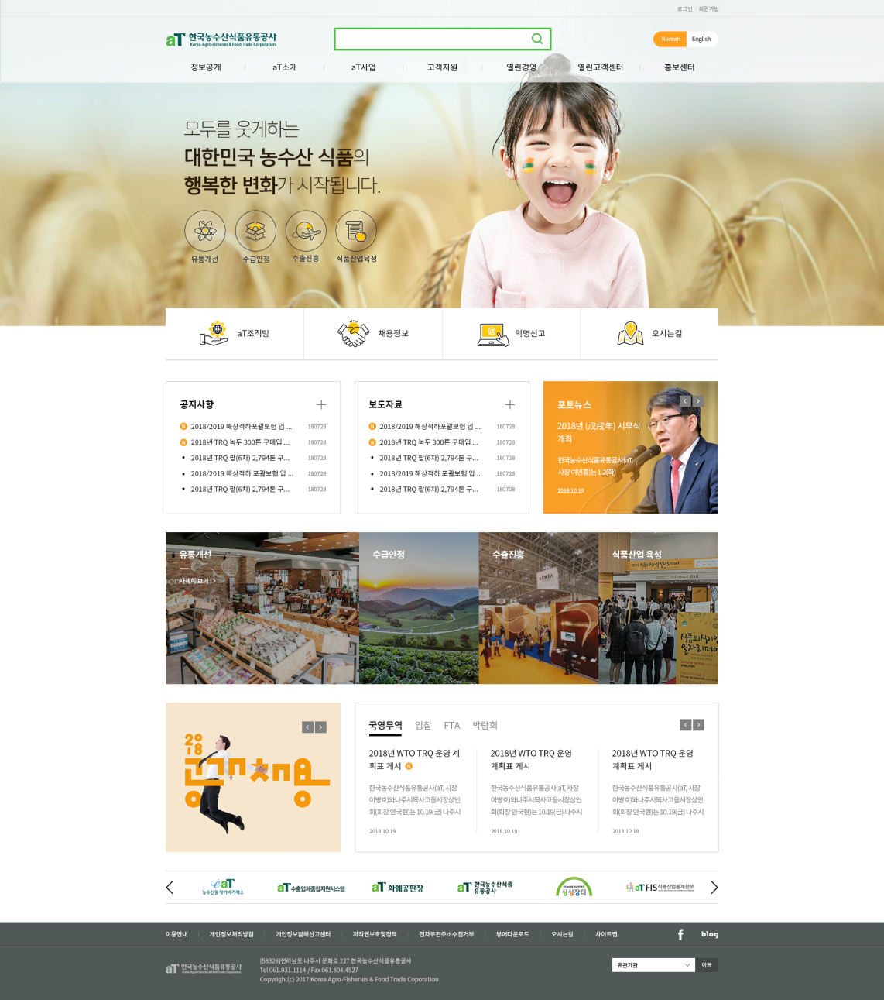 로그인
회원가입
aT 한국농수산식품유통공사
Korea Agro-Fisheries & Food Trade Corporation
Korean
English
정보공개
aT소개
aT사업
고객지원
열린경영
열린고객센터
홍보센터
모두를 웃게하는
대한민국 농수산 식품의
행복한 변화가 시작됩니다.
유통개선
수급안정
수출진흥
식품산업육성
aT조직망
채용정보
익명신고
오시는길
공지사항
N 2018/2019 해상적하포괄보험 입 ... 180728
N 2018년 TRQ 녹두 300톤 구매입 ... 180728
2018년 TRQ 팥(6차) 2,794톤 구... 180728
2018/2019 해상적하 포괄보험 입 ... 180728
2018년 TRQ 팥(6차) 2,794톤 구... 180728
보도자료
N 2018/2019 해상적하포괄보험 입 ... 180728
N 2018년 TRQ 녹두 300톤 구매입 ... 180728
2018년 TRQ 팥(6차) 2,794톤 구... 180728
2018/2019 해상적하 포괄보험 입 ... 180728
2018년 TRQ 팥(6차) 2,794톤 구... 180728
포토뉴스
2018년 (戊戌年) 시무식
개최
한국농수산식품유통공사(aT,
사장 여인홍)는 1.2(화)
2018.10.19
유통개선
자세히 보기
수급안정
수출진흥
KOREA
식품산업 육성
2018
국영무역
입찰
FTA
박람회
2018년 WTO TRQ 운영 계
획표 게시 N
한국농수산식품유통공사(aT, 사장
이병호)와나주시목사고을시장상인
회(회장 안국현)는 10.19(금) 나주시
2018.10.19
2018년 WTO TRQ 운영
계획표 게시
한국농수산식품유통공사(aT, 사장
이병호)와나주시목사고을시장상인
회(회장 안국현)는 10.19(금) 나주시
2018.10.19
2018년 WTO TRQ 운영
계획표 게시
한국농수산식품유통공사(aT, 사장
이병호)와나주시목사고을시장상인
회(회장 안국현)는 10.19(금) 나주시
2018.10.19
eaT
농수산물사이버거래소
aT 수출업체종합지원시스템
aT 화훼공판장
aT 한국농수산식품
유통공사
싱싱장터
aT FIS 식품산업통계정보
이용안내
개인정보처리방침
개인정보침해신고센터
저작권보호및정책
전자우편주소수집거부
뷰어다운로드
오시는길
사이트맵
f
blog
aT 한국농수산식품유통공사
Korea Agro-Fisheries & Food Trade Corporation
[58326]전라남도 나주시 문화로 227 한국농수산식품유통공사
Tel 061.931.1114 / Fax 061.804.4527
Copyright(c) 2017 Korea Agro-FIsheries & Food Trade Coporation
유관기관
이동